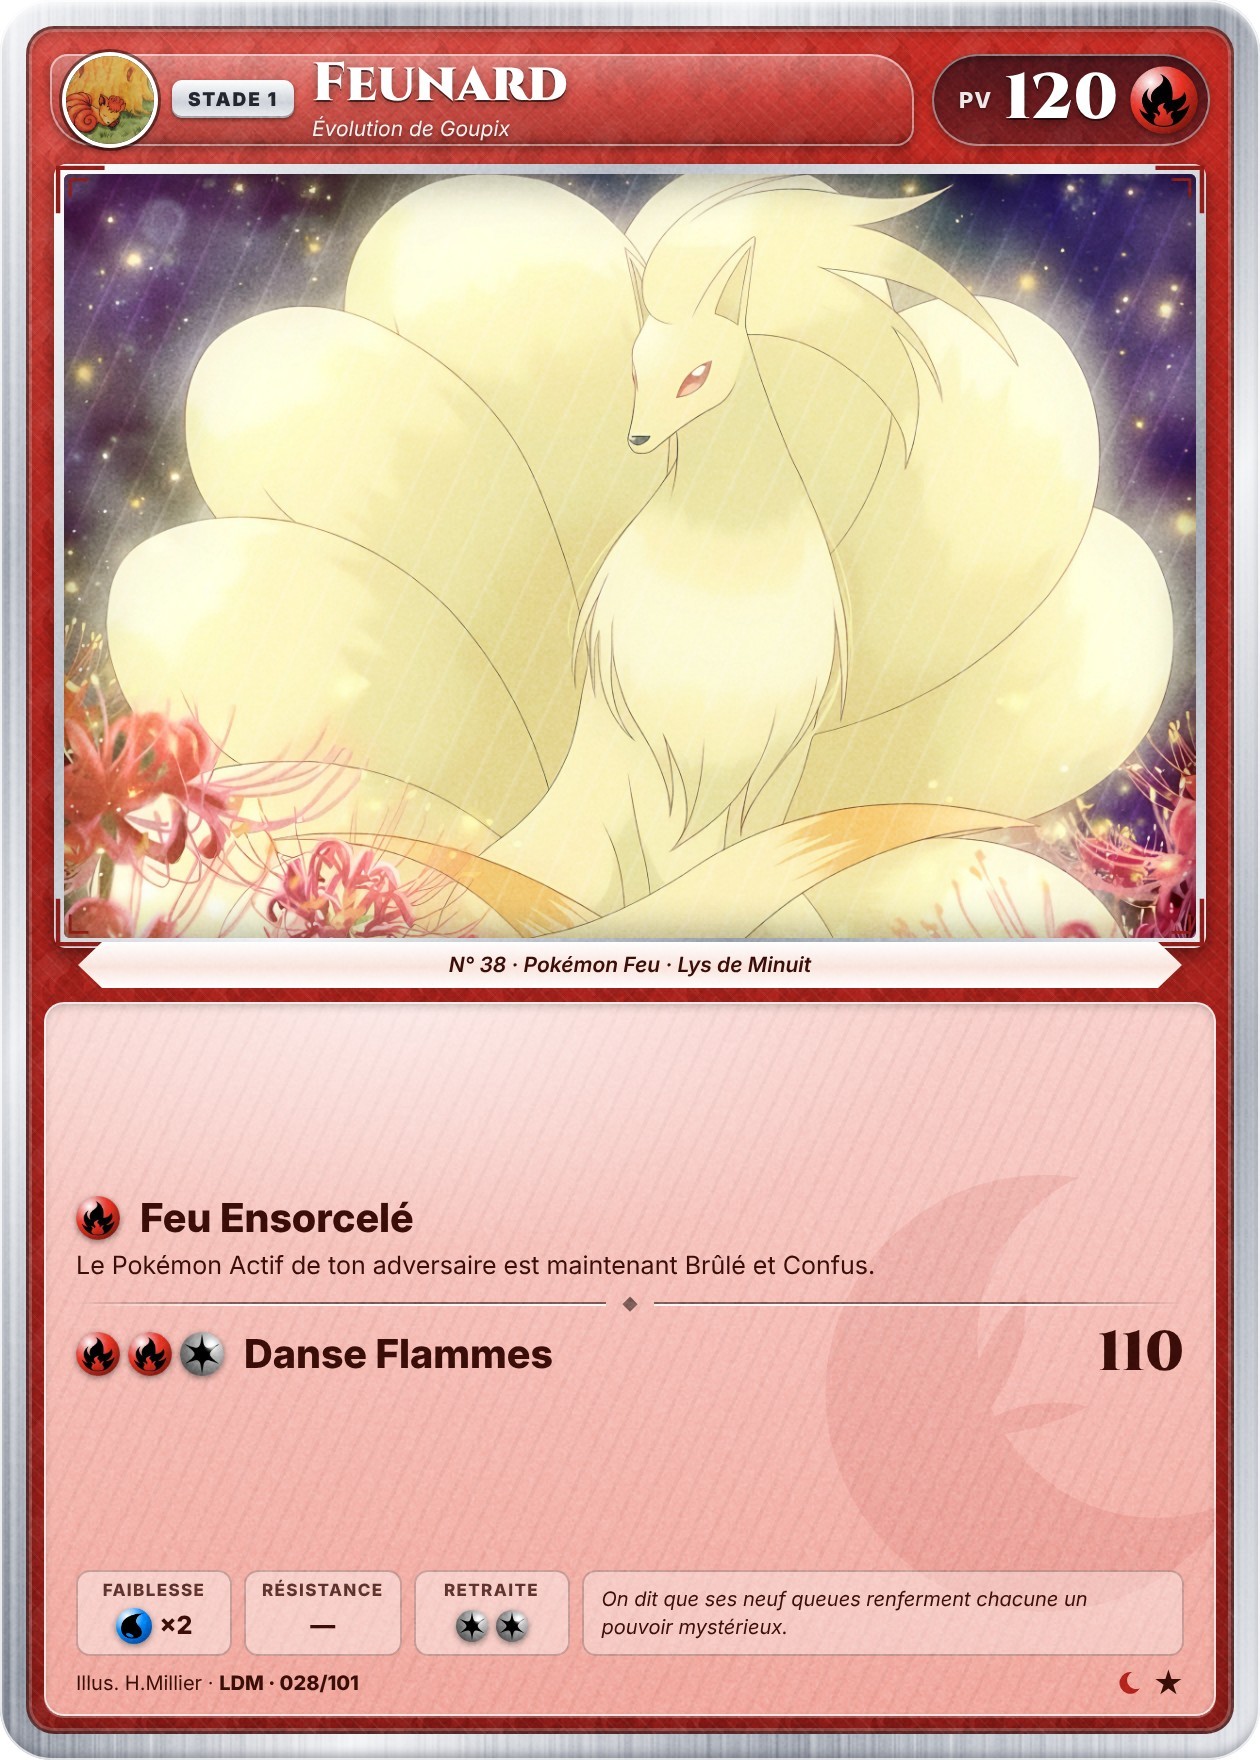 STADE 1
Feunard
Évolution de Goupix
PV 120
N° 38 · Pokémon Feu · Lys de Minuit
Feu Ensorcelé
Le Pokémon Actif de ton adversaire est maintenant Brûlé et Confus.
Danse Flammes 110
FAIBLESSE
×2
RÉSISTANCE
—
RETRAITE
On dit que ses neuf queues renferment chacune un
pouvoir mystérieux.
Illus. H.Millier · LDM · 028/101